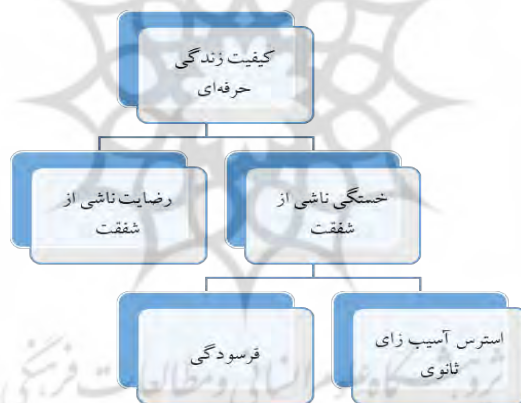 کیفیت زندگی
حرفه‌ای
خستگی ناشی از
شفقت
رضایت ناشی از
شفقت
استرس آسیب زای
ثانوی
فرسودگی